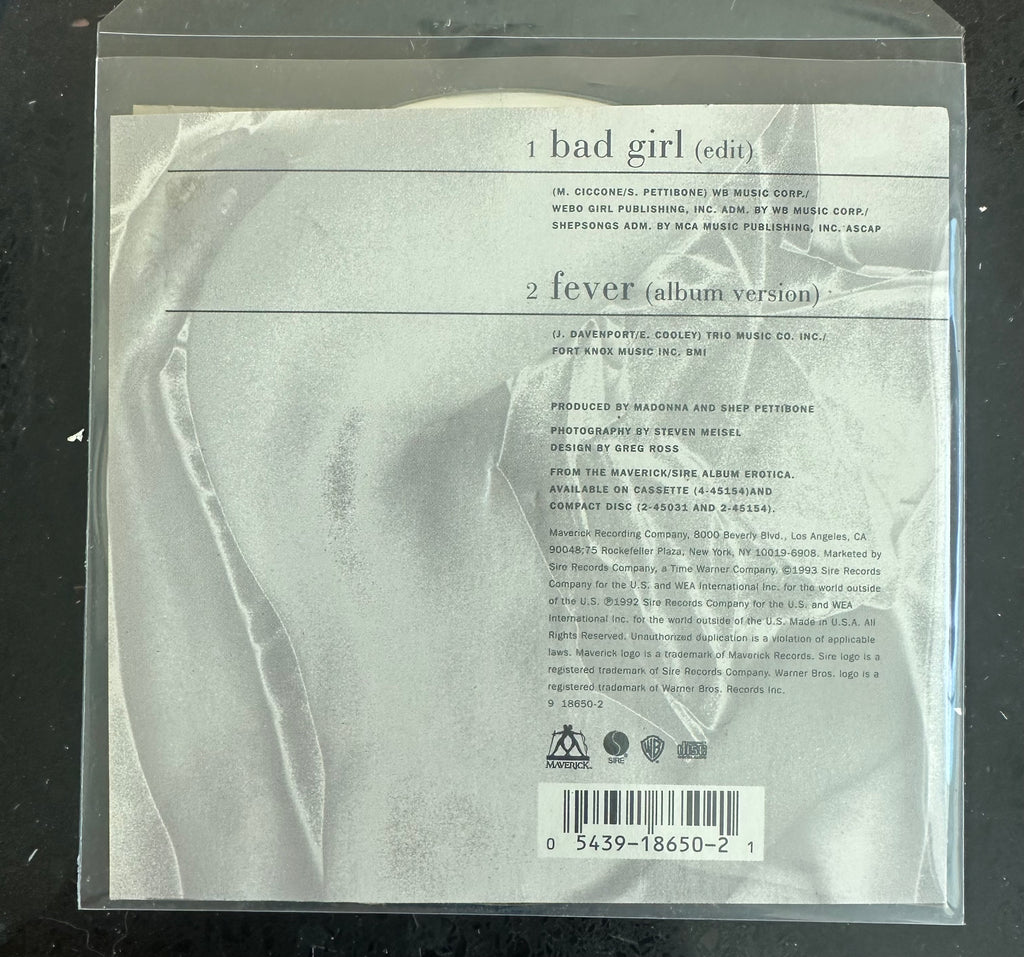 1 bad girl (edit)
(M. CICCONE/S. PETTIBONE) WB MUSIC CORP./
WEBO GIRL PUBLISHING, INC. ADM. BY WB MUSIC CORP./
SHEPSONGS ADM. BY MCA MUSIC PUBLISHING, INC. ASCAP
2 fever (album version)
(J. DAVENPORT/E. COOLEY) TRIO MUSIC CO. INC./
FORT KNOX MUSIC INC. BMI
PRODUCED BY MADONNA AND SHEP PETTIBONE
PHOTOGRAPHY BY STEVEN MEISEL
DESIGN BY GREG ROSS
FROM THE MAVERICK/SIRE ALBUM EROTICA.
AVAILABLE ON CASSETTE (4-45154)AND
COMPACT DISC (2-45031 AND 2-45154).
Maverick Recording Company, 8000 Beverly Blvd., Los Angeles, CA
90048;75 Rockefeller Plaza, New York, NY 10019-6908. Marketed by
Sire Records Company, a Time Warner Company. ©1993 Sire Records
Company for the U.S. and WEA International Inc. for the world outside
of the U.S. ℗1992 Sire Records Company for the U.S. and WEA
International Inc. for the world outside of the U.S. Made in U.S.A. All
Rights Reserved. Unauthorized duplication is a violation of applicable
laws. Maverick logo is a trademark of Maverick Records. Sire logo is a
registered trademark of Sire Records Company. Warner Bros. logo is a
registered trademark of Warner Bros. Records Inc.
9 18650-2
MAVERICK SIRE WB disc
0 5439-18650-2 1